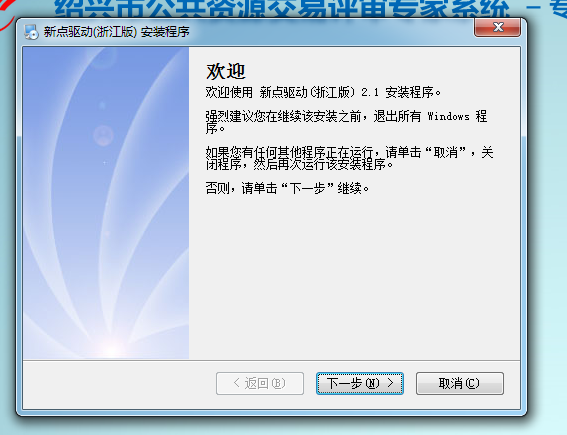 绍兴市公共资源交易评审专家系统 - 专
新点驱动(浙江版) 安装程序
欢迎
欢迎使用 新点驱动(浙江版) 2.1 安装程序。
强烈建议您在继续该安装之前，退出所有 Windows 程
序。
如果您有任何其他程序正在运行，请单击“取消”，关
闭程序，然后再次运行该安装程序。
否则，请单击“下一步”继续。
< 返回(B)
下一步(N) >
取消(C)